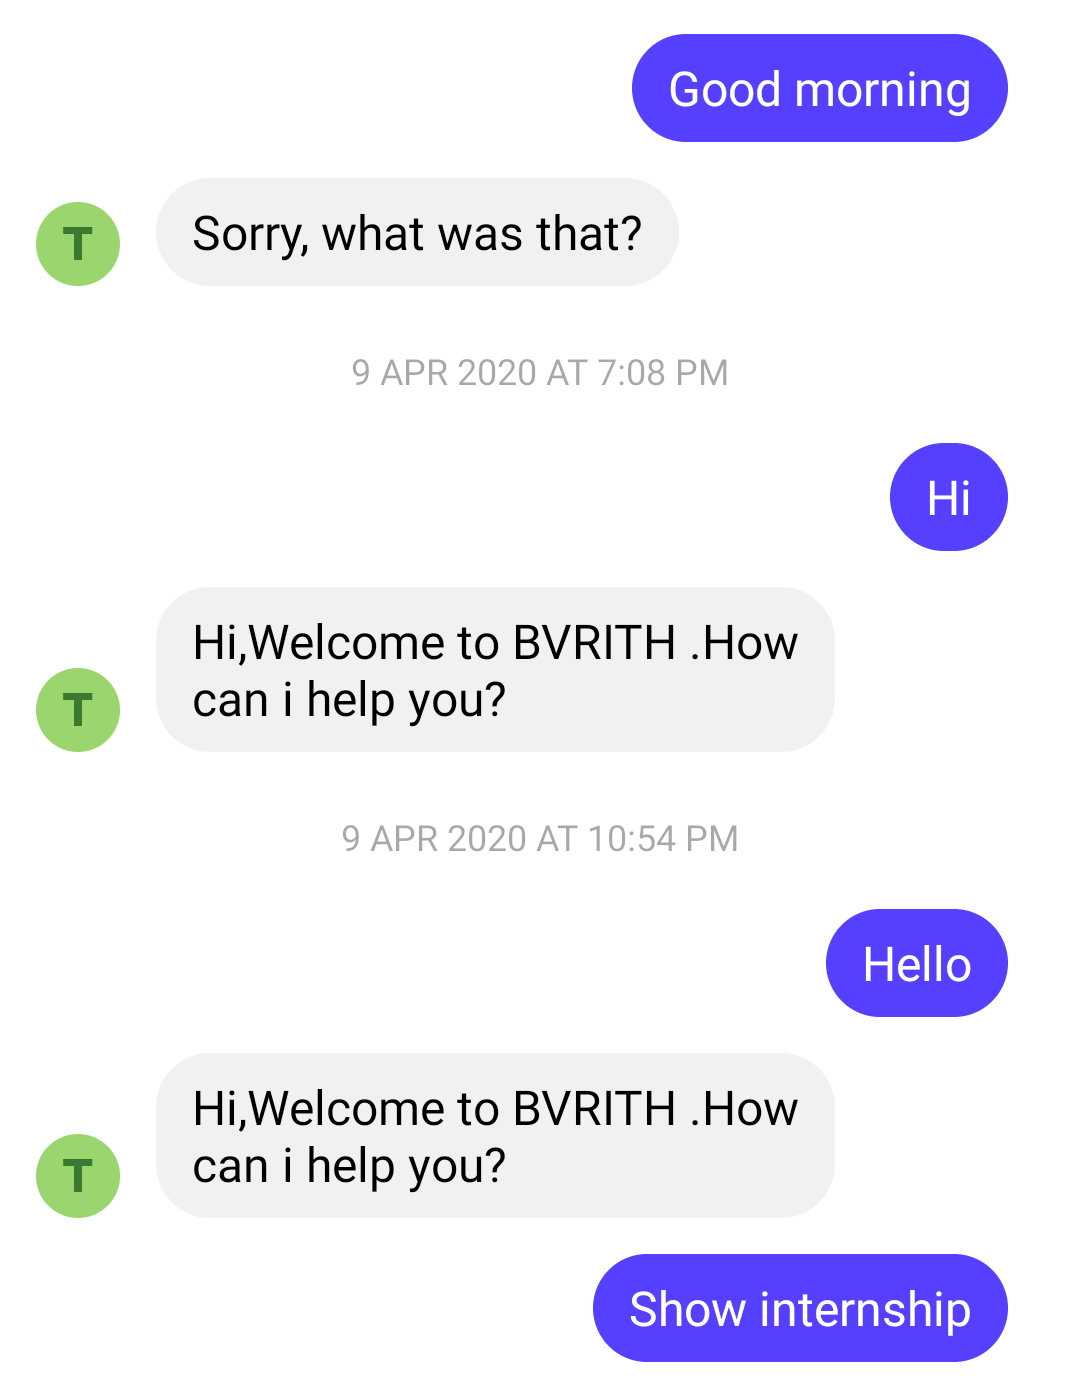 Good morning
T
Sorry, what was that?
9 APR 2020 AT 7:08 PM
Hi
Hi,Welcome to BVRITH .How
can i help you?
T
9 APR 2020 AT 10:54 PM
Hello
Hi,Welcome to BVRITH .How
can i help you?
T
Show internship